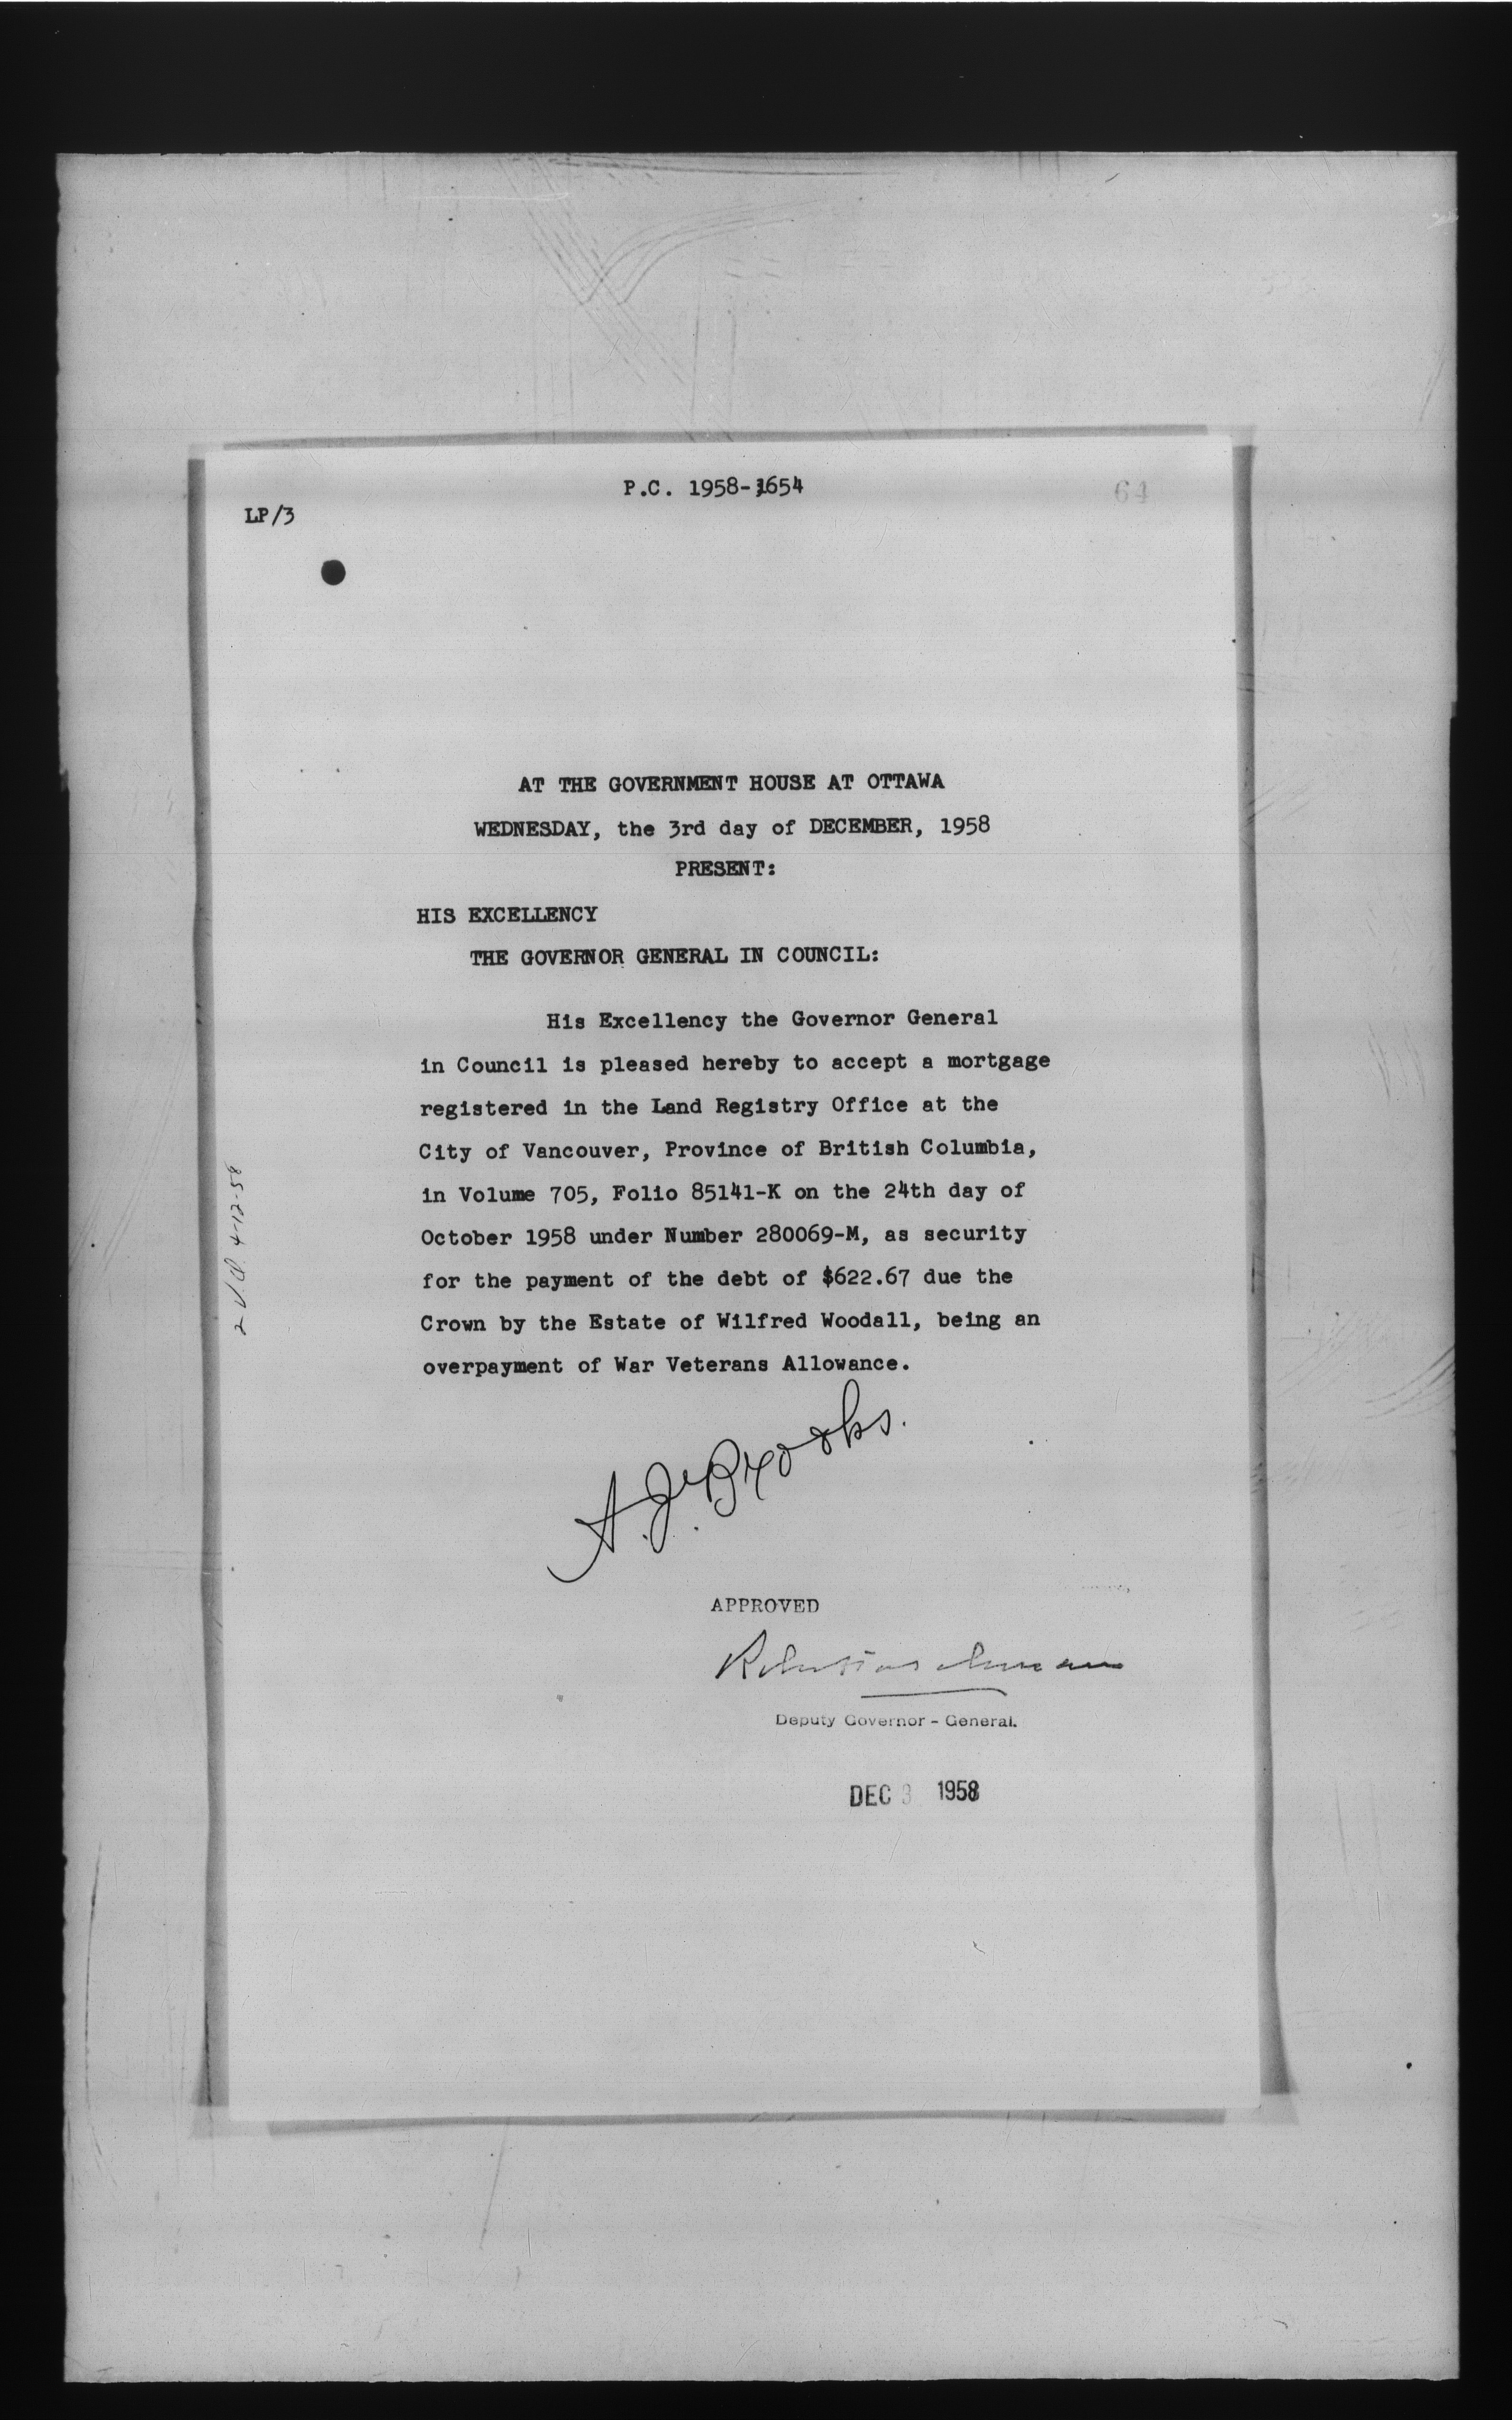 P.C. 1958-1654
64
LP/3
AT THE GOVERNMENT HOUSE AT OTTAWA
WEDNESDAY, the 3rd day of DECEMBER, 1958
PRESENT:
HIS EXCELLENCY
THE GOVERNOR GENERAL IN COUNCIL:
His Excellency the Governor General
in Council is pleased hereby to accept a mortgage
registered in the Land Registry Office at the
City of Vancouver, Province of British Columbia,
in Volume 705, Folio 85141-K on the 24th day of
October 1958 under Number 280069-M, as security
for the payment of the debt of $622.67 due the
Crown by the Estate of Wilfred Woodall, being an
overpayment of War Veterans Allowance.
2 V.A. 4-12-58
A.J. Brooks.
APPROVED
Deputy Governor-General.
DEC 3 1958